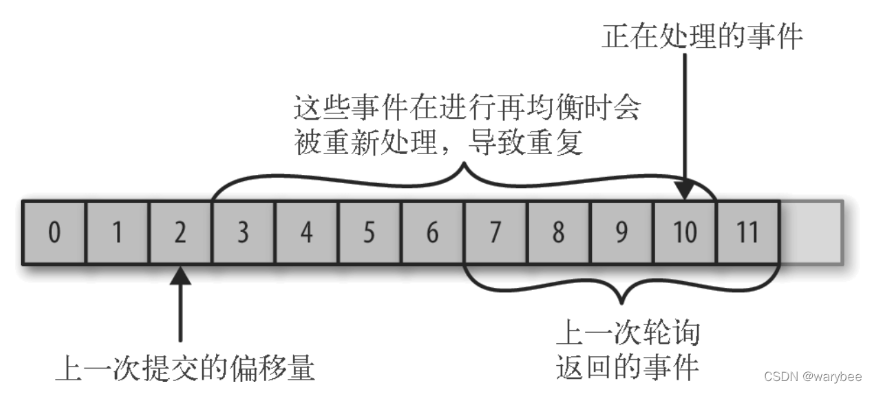 正在处理的事件
这些事件在进行再均衡时会
被重新处理，导致重复
0 1 2 3 4 5 6 7 8 9 10 11
上一次提交的偏移量
上一次轮询
返回的事件
CSDN @warybee